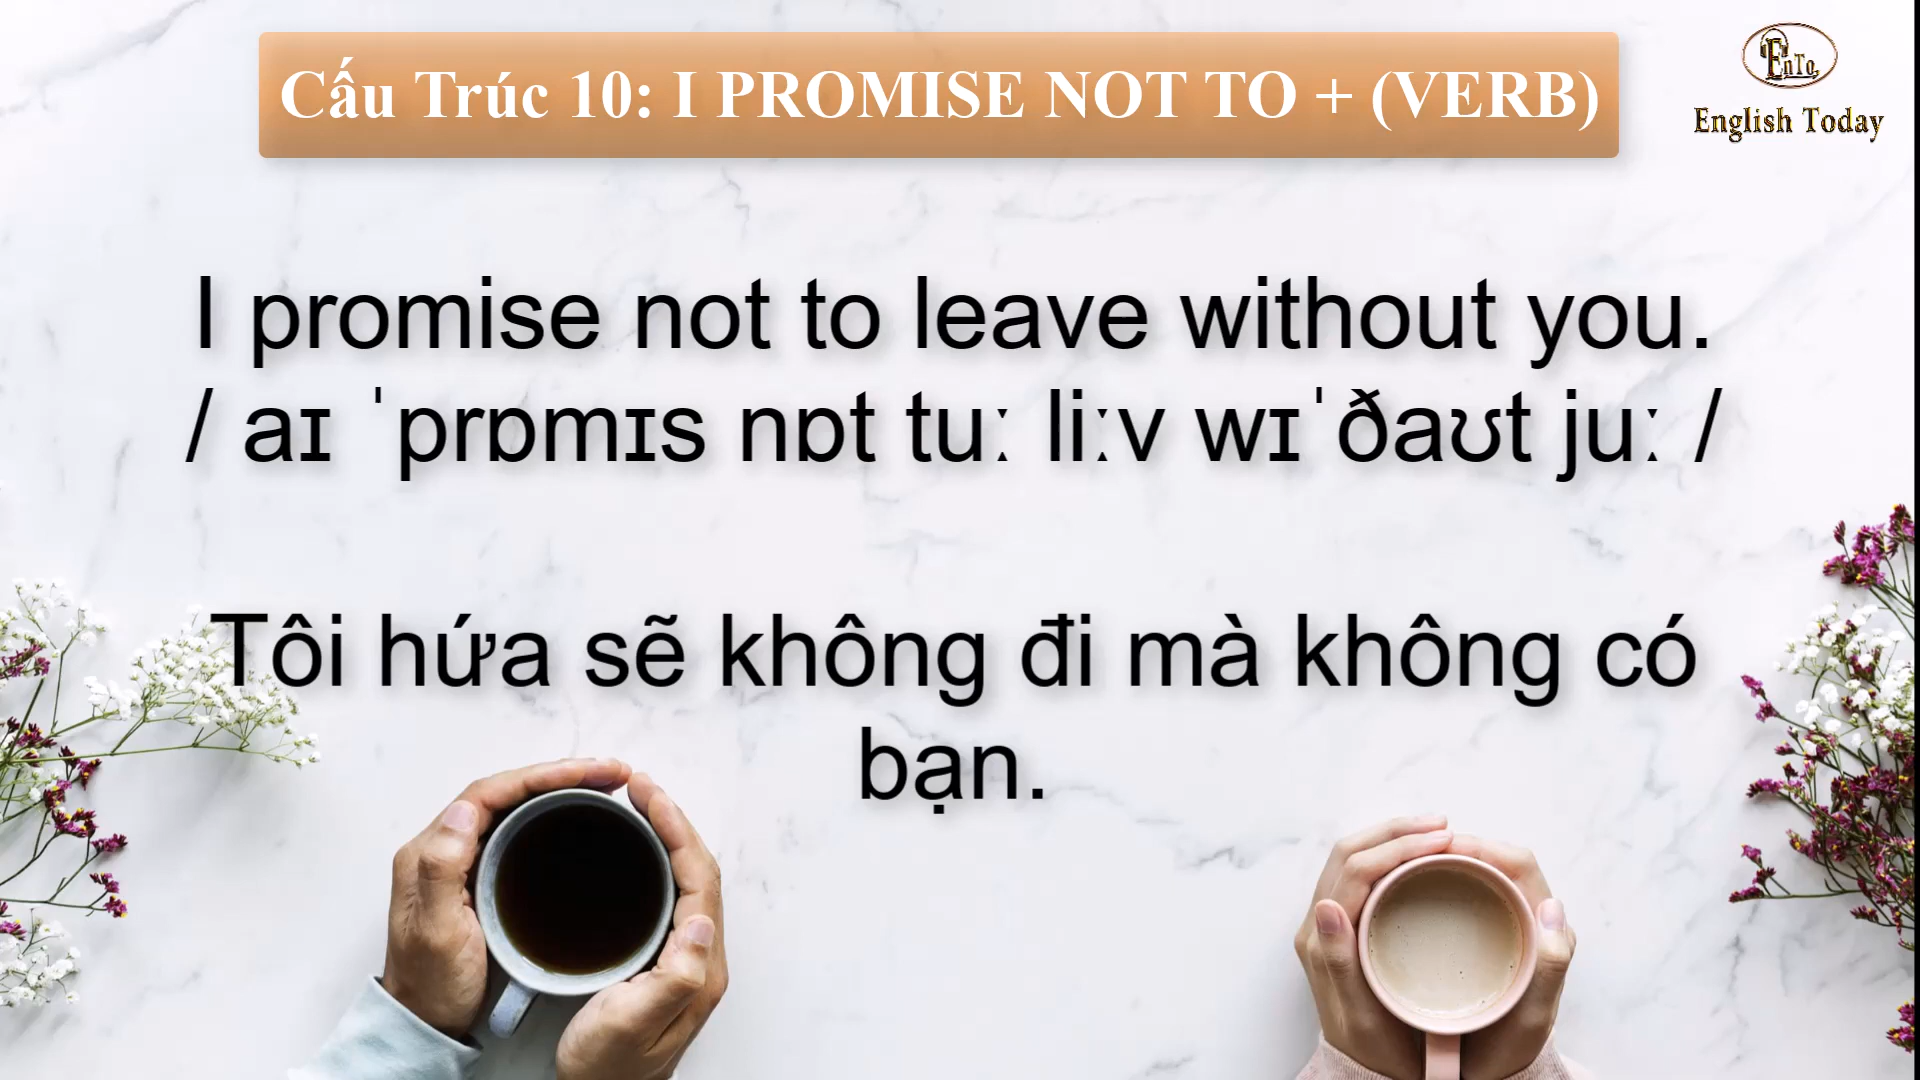 Cấu Trúc 10: I PROMISE NOT TO + (VERB)
EnTo
English Today
I promise not to leave without you.
/ aɪ ˈprɒmɪs nɒt tuː liːv wɪˈðaʊt juː /
Tôi hứa sẽ không đi mà không có
bạn.